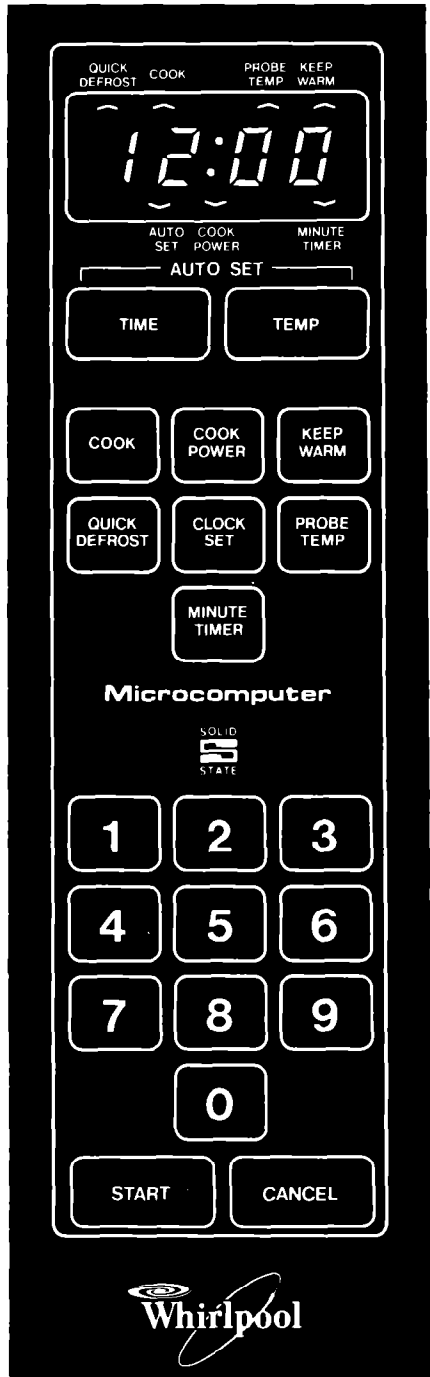 QUICK DEFROST COOK PROBE TEMP KEEP WARM
12:00
AUTO SET COOK POWER MINUTE TIMER
AUTO SET
TIME TEMP
COOK COOK POWER KEEP WARM
QUICK DEFROST CLOCK SET PROBE TEMP
MINUTE TIMER
Microcomputer
SOLID
STATE
1 2 3
4 5 6
7 8 9
0
START CANCEL
Whirlpool